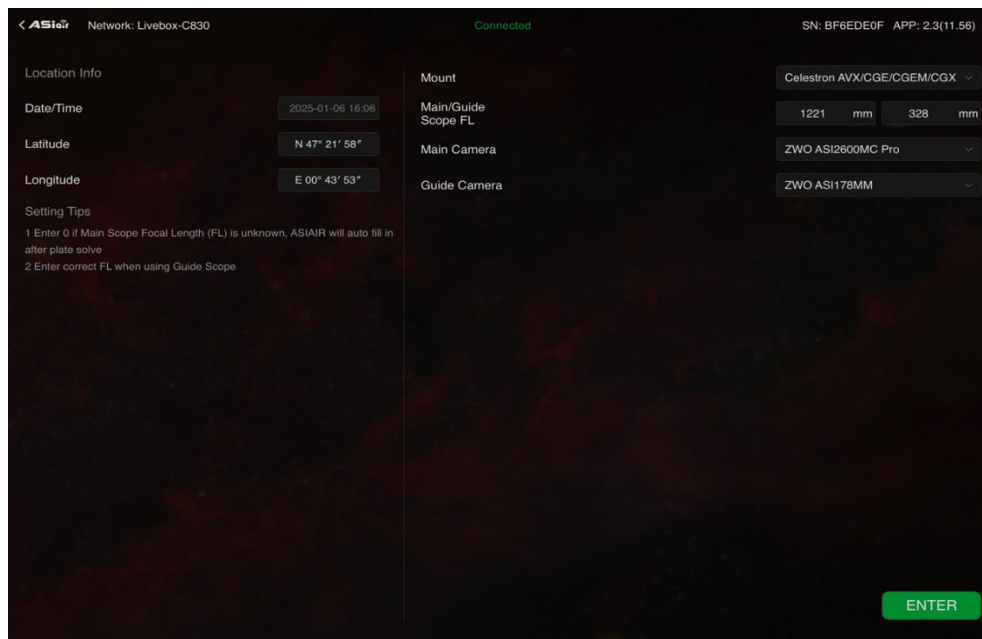 ASiair Network: Livebox-C830 Connected SN: BF6EDE0F APP: 2.3(11.56)
Location Info
Date/Time 2025-01-06 16:06
Latitude N 47° 21′ 58″
Longitude E 00° 43′ 53″
Setting Tips
1 Enter 0 if Main Scope Focal Length (FL) is unknown, ASIAIR will auto fill in
after plate solve
2 Enter correct FL when using Guide Scope
Mount Celestron AVX/CGE/CGEM/CGX
Main/Guide
Scope FL 1221 mm 328 mm
Main Camera ZWO ASI2600MC Pro
Guide Camera ZWO ASI178MM
ENTER